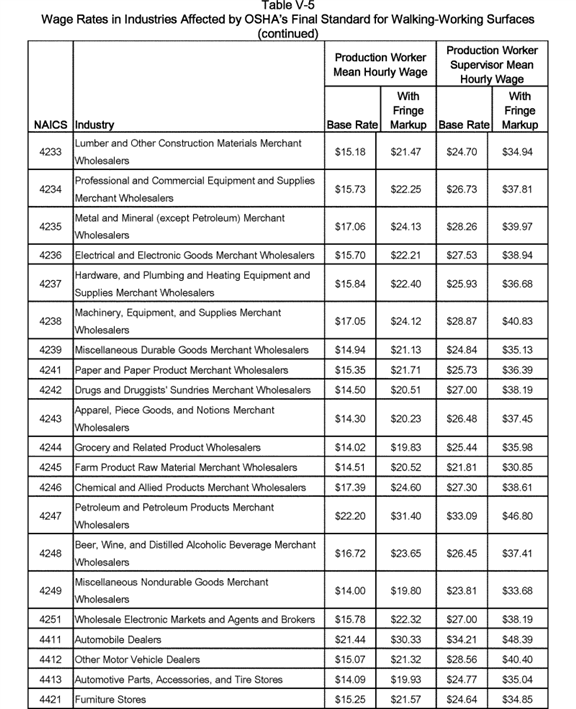 Table V-5
Wage Rates in Industries Affected by OSHA's Final Standard for Walking-Working Surfaces
(continued)
Production Worker Mean Hourly Wage Production Worker Supervisor Mean Hourly Wage
NAICS Industry Base Rate With Fringe Markup Base Rate With Fringe Markup
4233 Lumber and Other Construction Materials Merchant Wholesalers $15.18 $21.47 $24.70 $34.94
4234 Professional and Commercial Equipment and Supplies Merchant Wholesalers $15.73 $22.25 $26.73 $37.81
4235 Metal and Mineral (except Petroleum) Merchant Wholesalers $17.06 $24.13 $28.26 $39.97
4236 Electrical and Electronic Goods Merchant Wholesalers $15.70 $22.21 $27.53 $38.94
4237 Hardware, and Plumbing and Heating Equipment and Supplies Merchant Wholesalers $15.84 $22.40 $25.93 $36.68
4238 Machinery, Equipment, and Supplies Merchant Wholesalers $17.05 $24.12 $28.87 $40.83
4239 Miscellaneous Durable Goods Merchant Wholesalers $14.94 $21.13 $24.84 $35.13
4241 Paper and Paper Product Merchant Wholesalers $15.35 $21.71 $25.73 $36.39
4242 Drugs and Druggists' Sundries Merchant Wholesalers $14.50 $20.51 $27.00 $38.19
4243 Apparel, Piece Goods, and Notions Merchant Wholesalers $14.30 $20.23 $26.48 $37.45
4244 Grocery and Related Product Wholesalers $14.02 $19.83 $25.44 $35.98
4245 Farm Product Raw Material Merchant Wholesalers $14.51 $20.52 $21.81 $30.85
4246 Chemical and Allied Products Merchant Wholesalers $17.39 $24.60 $27.30 $38.61
4247 Petroleum and Petroleum Products Merchant Wholesalers $22.20 $31.40 $33.09 $46.80
4248 Beer, Wine, and Distilled Alcoholic Beverage Merchant Wholesalers $16.72 $23.65 $26.45 $37.41
4249 Miscellaneous Nondurable Goods Merchant Wholesalers $14.00 $19.80 $23.81 $33.68
4251 Wholesale Electronic Markets and Agents and Brokers $15.78 $22.32 $27.00 $38.19
4411 Automobile Dealers $21.44 $30.33 $34.21 $48.39
4412 Other Motor Vehicle Dealers $15.07 $21.32 $28.56 $40.40
4413 Automotive Parts, Accessories, and Tire Stores $14.09 $19.93 $24.77 $35.04
4421 Furniture Stores $15.25 $21.57 $24.64 $34.85